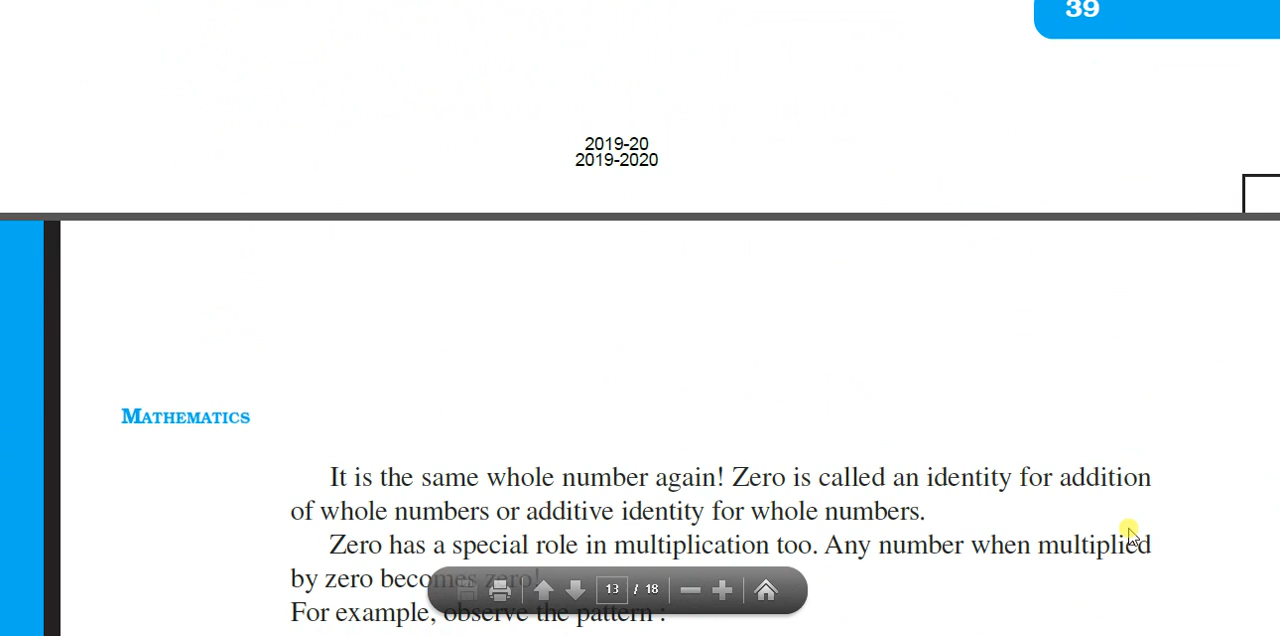 39
2019-20
2019-2020
MATHEMATICS
It is the same whole number again! Zero is called an identity for addition
of whole numbers or additive identity for whole numbers.
Zero has a special role in multiplication too. Any number when multiplied
by zero becomes zero!
13 / 18
For example, observe the pattern :